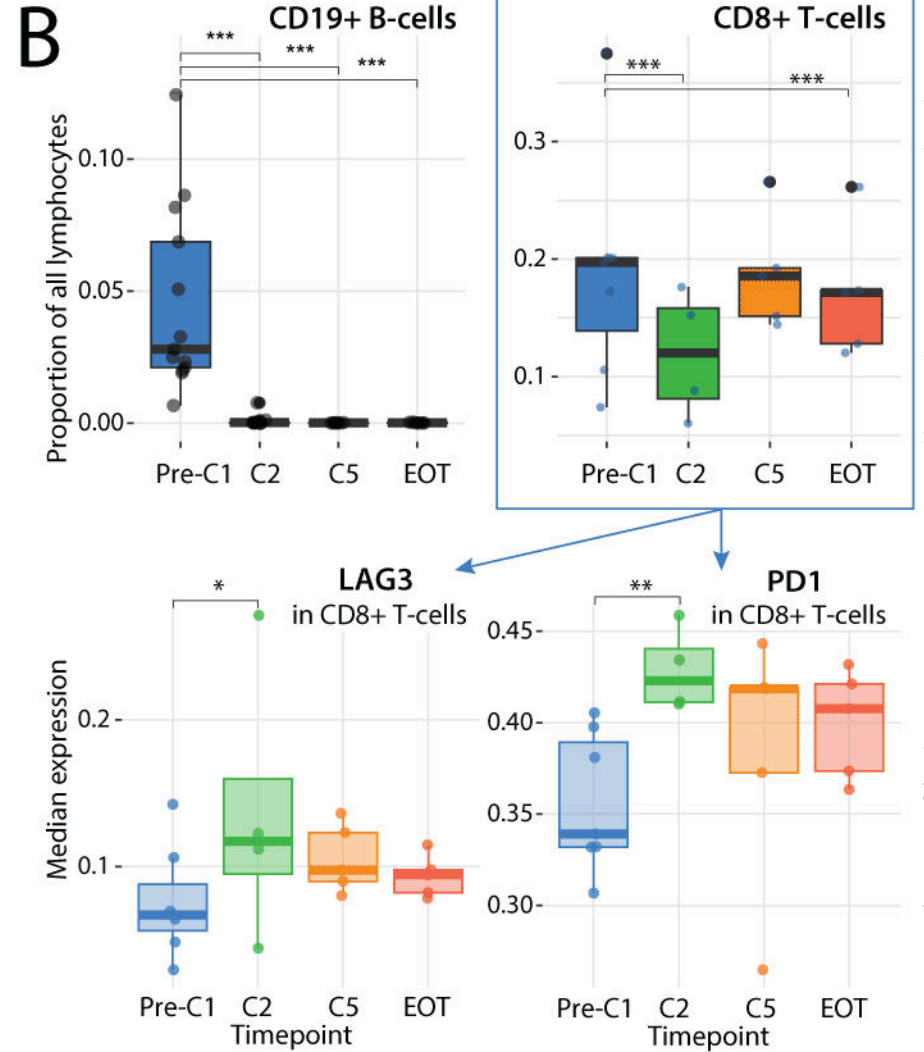 B
CD19+ B-cells
***
***
***
Proportion of all lymphocytes
0.10
0.05
0.00
Pre-C1 C2 C5 EOT
CD8+ T-cells
***
***
0.3
0.2
0.1
Pre-C1 C2 C5 EOT
LAG3
in CD8+ T-cells
*
Median expression
0.2
0.1
Pre-C1 C2 C5 EOT
Timepoint
PD1
in CD8+ T-cells
**
0.45
0.40
0.35
0.30
Pre-C1 C2 C5 EOT
Timepoint